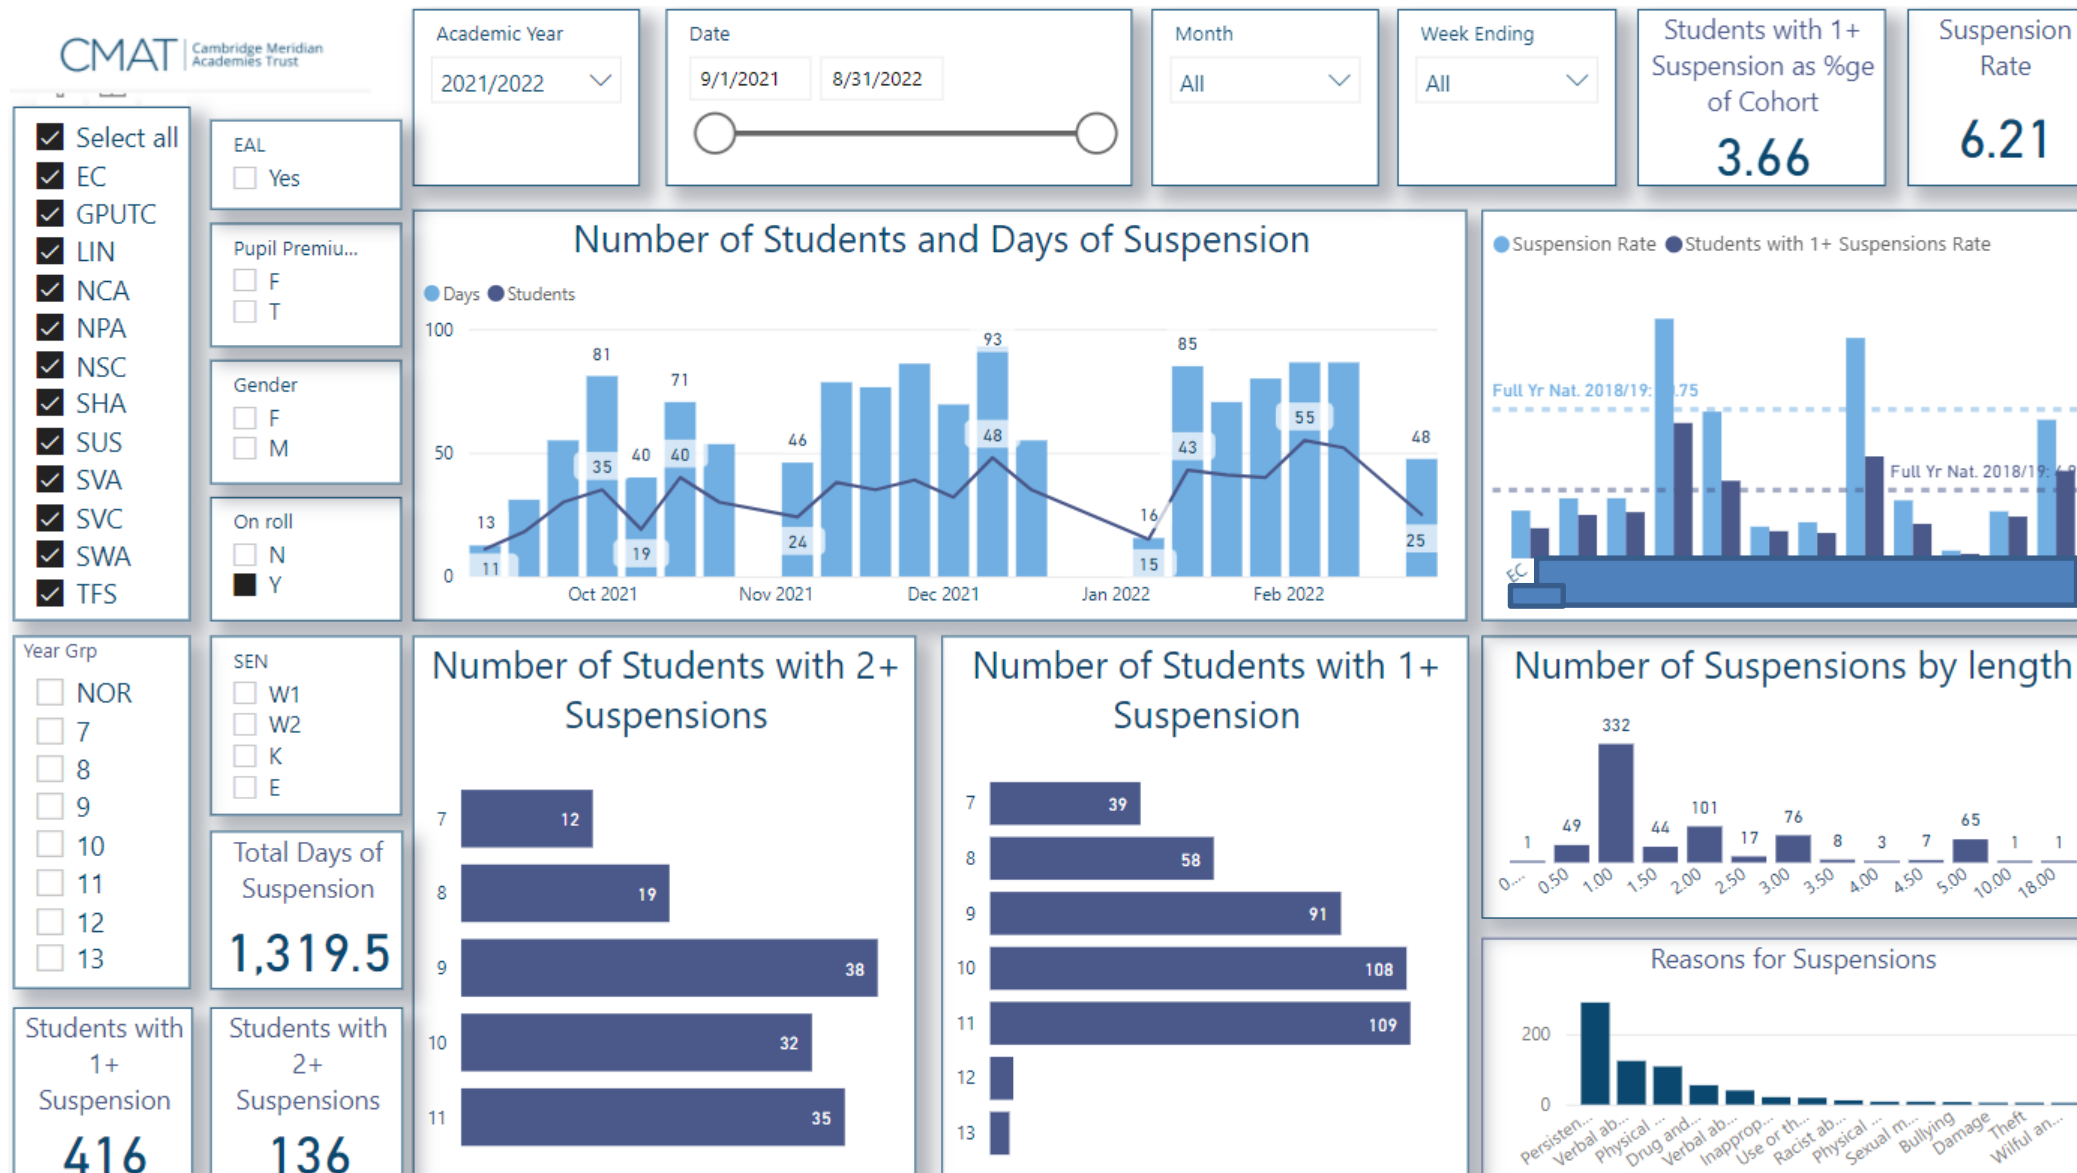 CMAT
Cambridge Meridian
Academies Trust
Academic Year
2021/2022
Date
9/1/2021
8/31/2022
Month
All
Week Ending
All
Students with 1+
Suspension as %ge
of Cohort
3.66
Suspension
Rate
6.21
Select all
EC
GPUTC
LIN
NCA
NPA
NSC
SHA
SUS
SVA
SVC
SWA
TFS
EAL
Yes
Pupil Premiu...
F
T
Gender
F
M
On roll
N
Y
Number of Students and Days of Suspension
Days Students
100
50
0
13
11
81
35
40
19
71
40
46
24
93
48
16
15
85
43
55
48
25
Oct 2021
Nov 2021
Dec 2021
Jan 2022
Feb 2022
Suspension Rate Students with 1+ Suspensions Rate
Full Yr Nat. 2018/19: .75
Full Yr Nat. 2018/19:
EC
Year Grp
NOR
7
8
9
10
11
12
13
SEN
W1
W2
K
E
Total Days of
Suspension
1,319.5
Students with
1+
Suspension
416
Students with
2+
Suspensions
136
Number of Students with 2+
Suspensions
7 12
8 19
9 38
10 32
11 35
Number of Students with 1+
Suspension
7 39
8 58
9 91
10 108
11 109
12
13
Number of Suspensions by length
1
49
332
44
101
17
76
8
3
7
65
1
1
0....
0.50
1.00
1.50
2.00
2.50
3.00
3.50
4.00
4.50
5.00
10.00
18.00
Reasons for Suspensions
200
0
Persisten...
Verbal ab...
Physical ...
Drug and...
Verbal ab...
Inapprop...
Use or th...
Racist ab...
Physical ...
Sexual m...
Bullying
Damage
Theft
Wilful an...